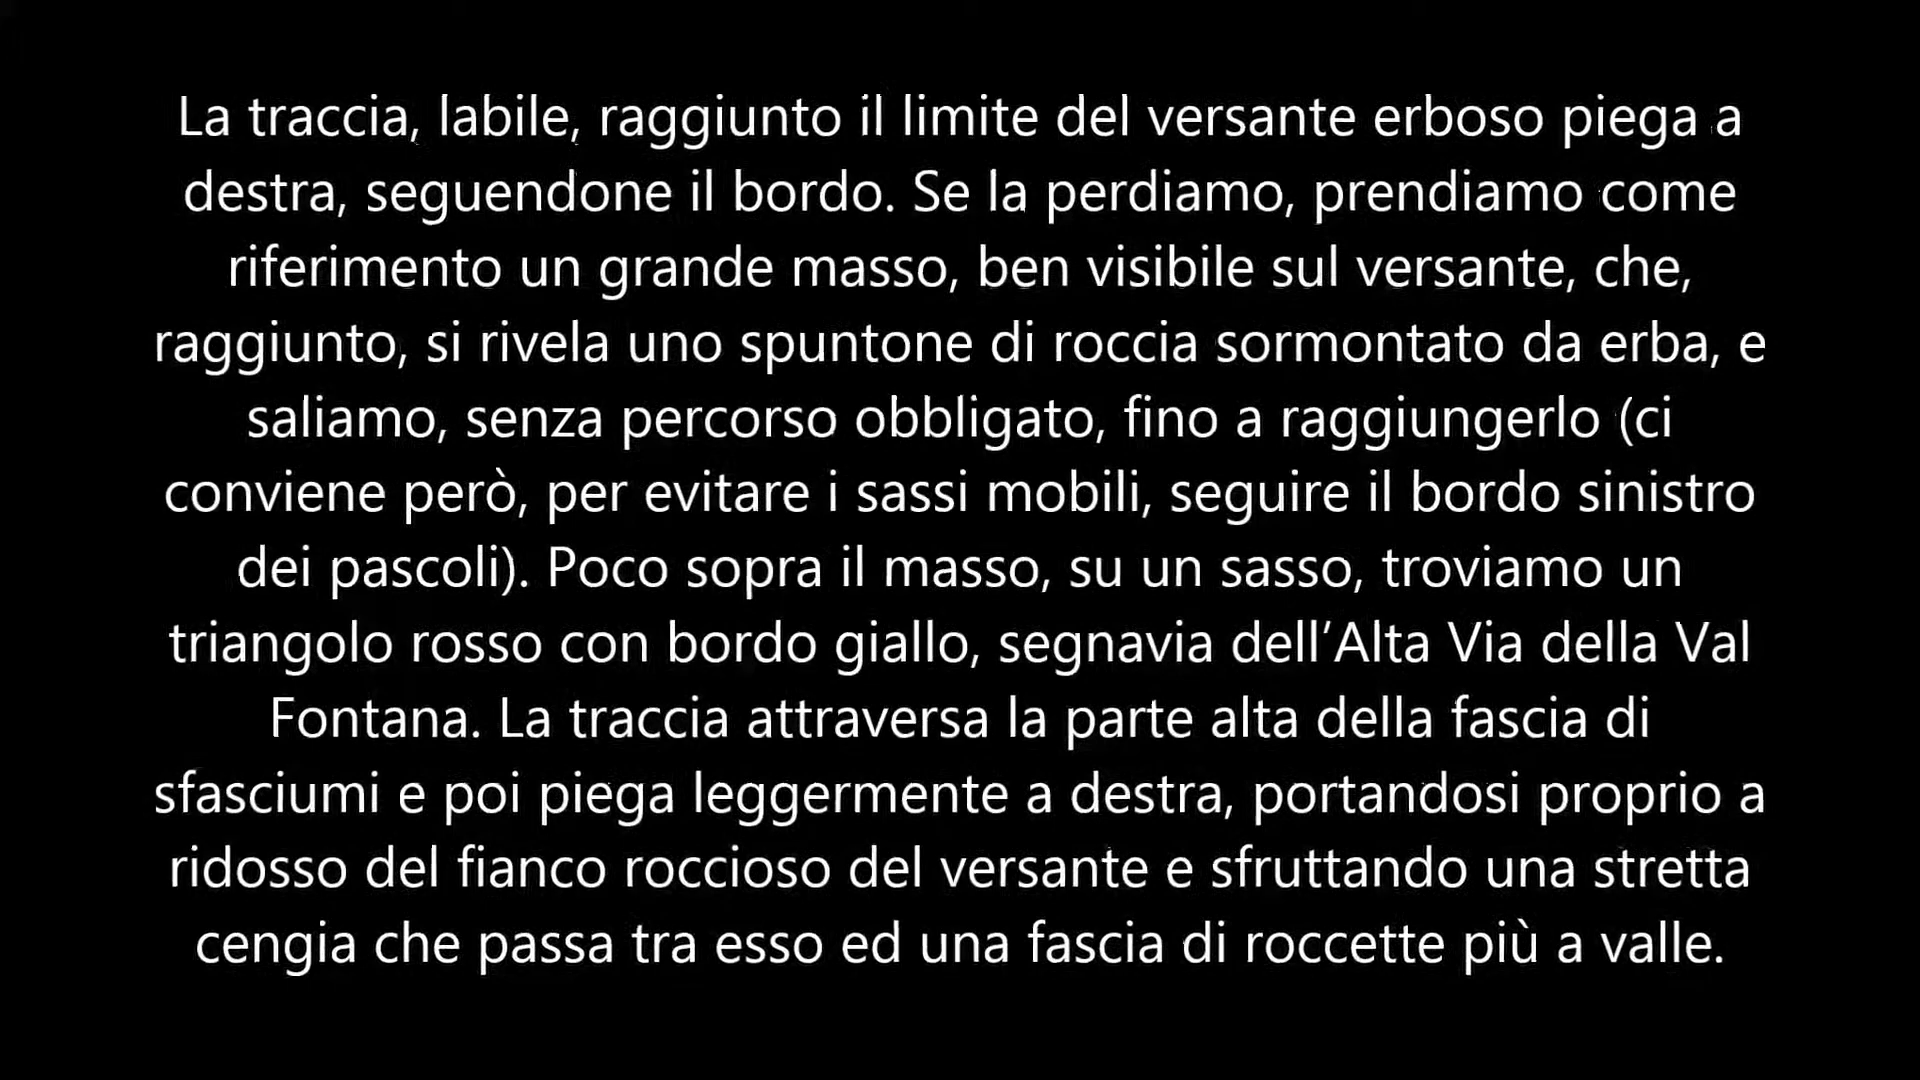 La traccia, labile, raggiunto il limite del versante erboso piega a
destra, seguendone il bordo. Se la perdiamo, prendiamo come
riferimento un grande masso, ben visibile sul versante, che,
raggiunto, si rivela uno spuntone di roccia sormontato da erba, e
saliamo, senza percorso obbligato, fino a raggiungerlo (ci
conviene però, per evitare i sassi mobili, seguire il bordo sinistro
dei pascoli). Poco sopra il masso, su un sasso, troviamo un
triangolo rosso con bordo giallo, segnavia dell’Alta Via della Val
Fontana. La traccia attraversa la parte alta della fascia di
sfasciumi e poi piega leggermente a destra, portandosi proprio a
ridosso del fianco roccioso del versante e sfruttando una stretta
cengia che passa tra esso ed una fascia di roccette più a valle.